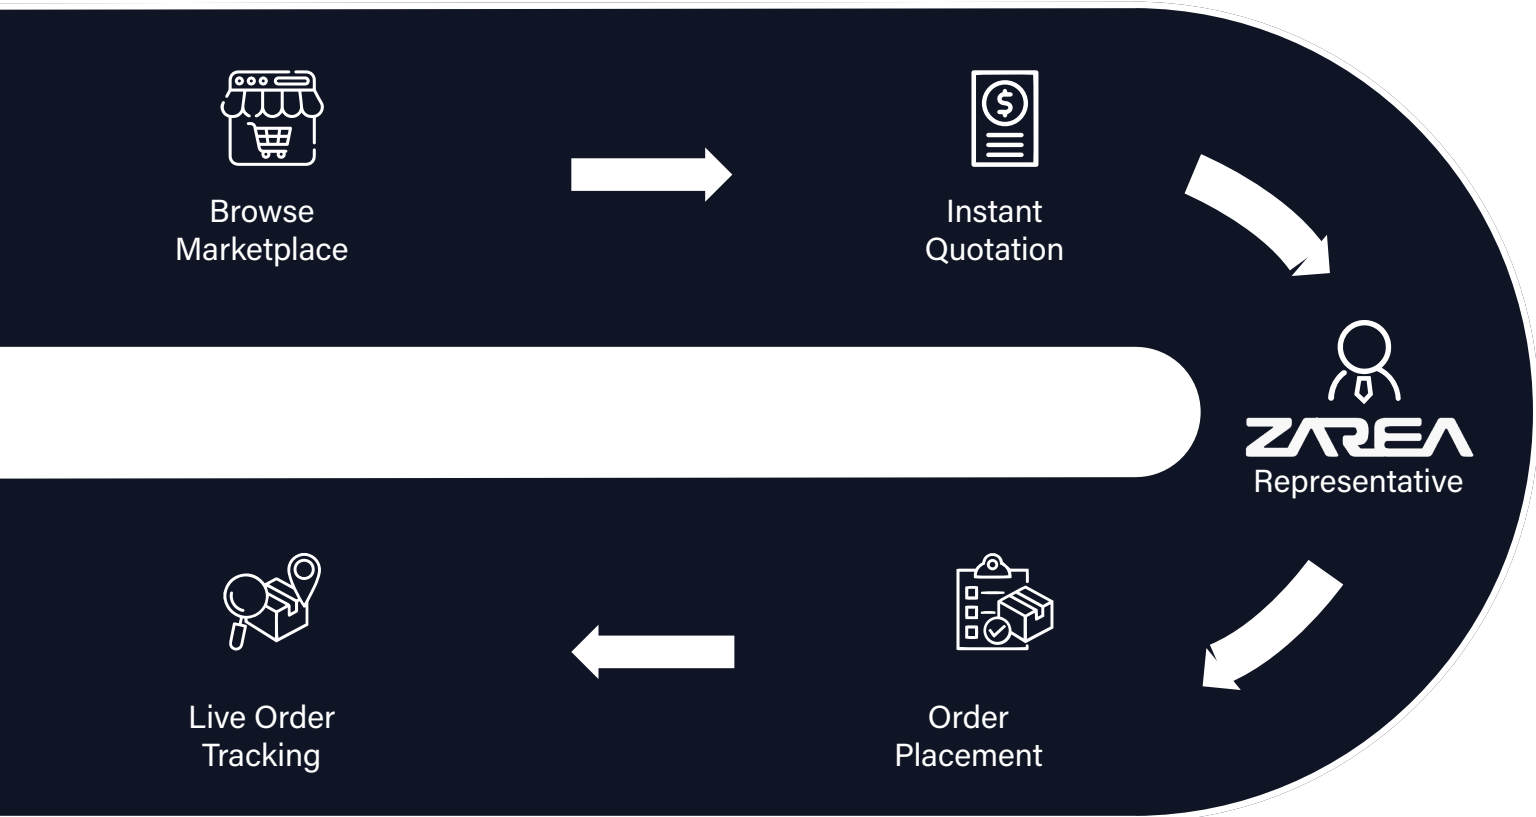 Browse
Marketplace
Instant
Quotation
ZAREA
Representative
Order
Placement
Live Order
Tracking